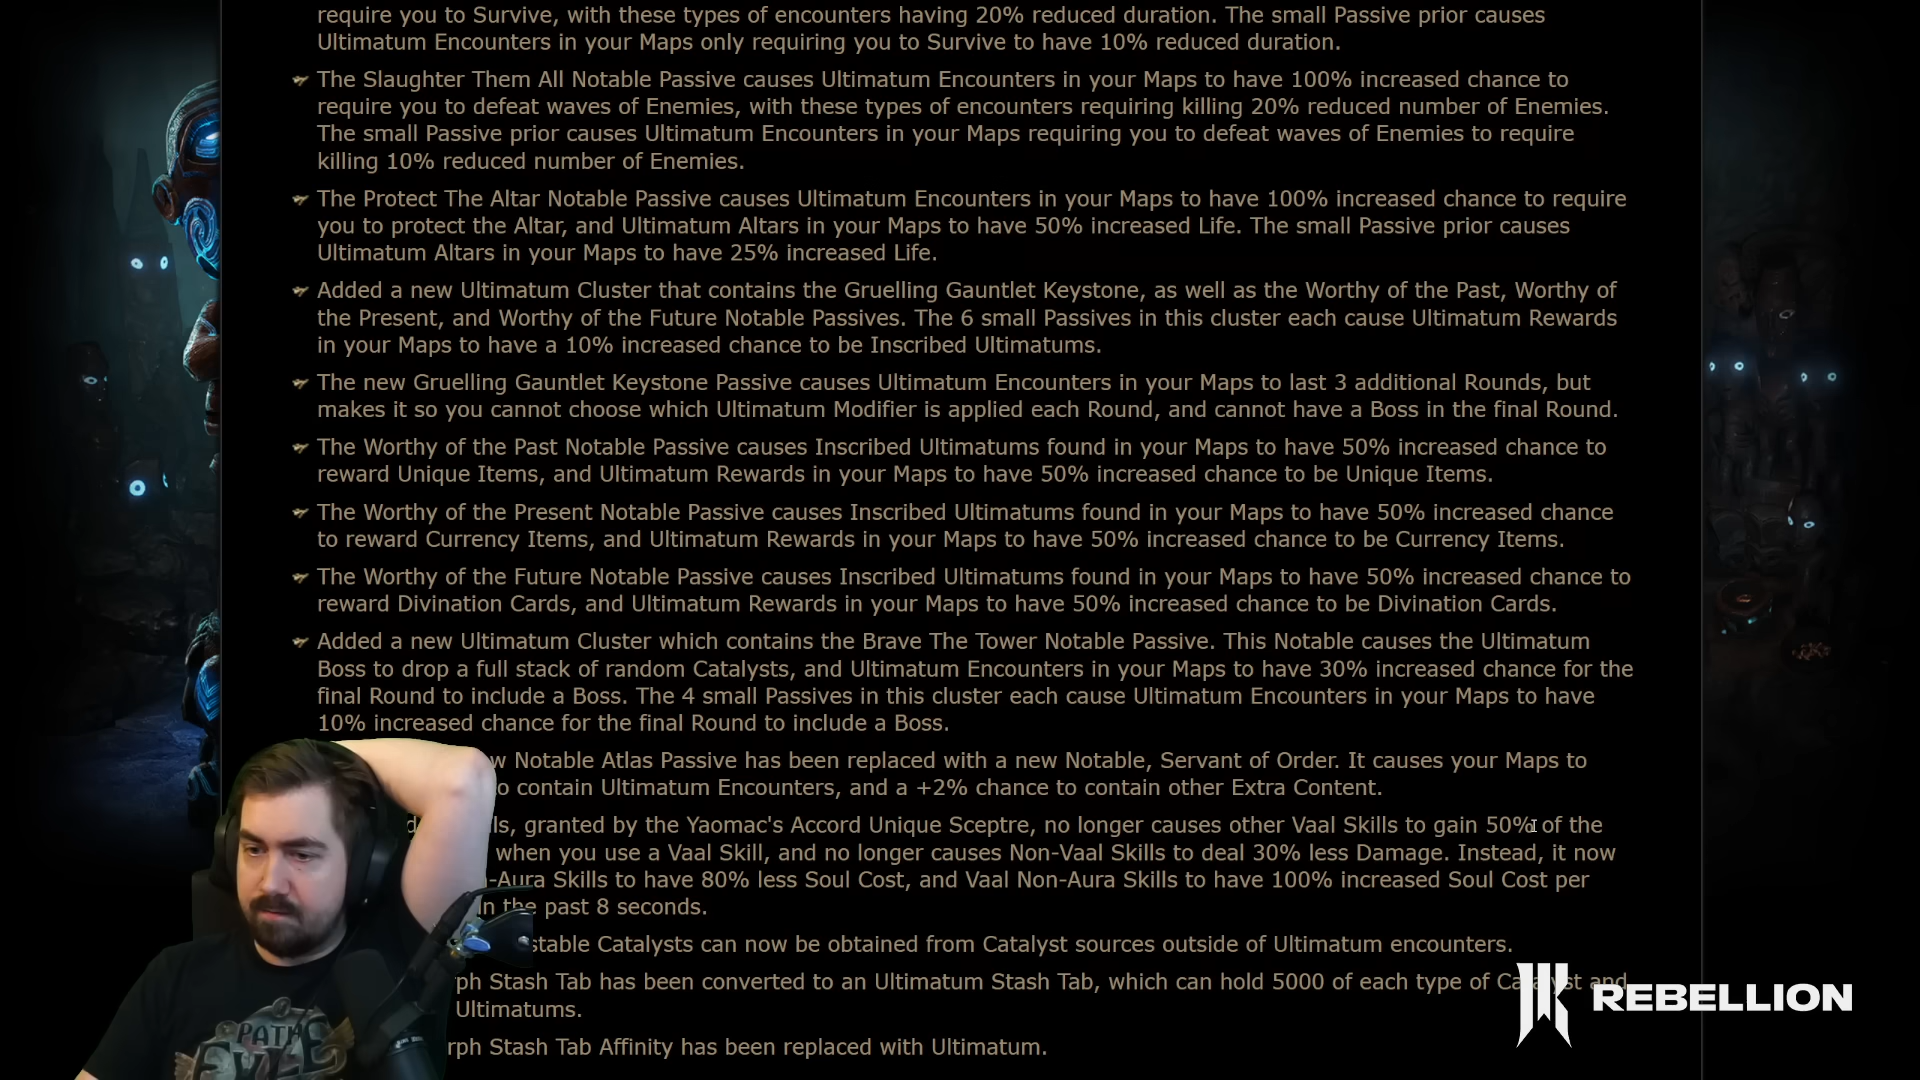 require you to Survive, with these types of encounters having 20% reduced duration. The small Passive prior causes
Ultimatum Encounters in your Maps only requiring you to Survive to have 10% reduced duration.
The Slaughter Them All Notable Passive causes Ultimatum Encounters in your Maps to have 100% increased chance to
require you to defeat waves of Enemies, with these types of encounters requiring killing 20% reduced number of Enemies.
The small Passive prior causes Ultimatum Encounters in your Maps requiring you to defeat waves of Enemies to require
killing 10% reduced number of Enemies.
The Protect The Altar Notable Passive causes Ultimatum Encounters in your Maps to have 100% increased chance to require
you to protect the Altar, and Ultimatum Altars in your Maps to have 50% increased Life. The small Passive prior causes
Ultimatum Altars in your Maps to have 25% increased Life.
Added a new Ultimatum Cluster that contains the Gruelling Gauntlet Keystone, as well as the Worthy of the Past, Worthy of
the Present, and Worthy of the Future Notable Passives. The 6 small Passives in this cluster each cause Ultimatum Rewards
in your Maps to have a 10% increased chance to be Inscribed Ultimatums.
The new Gruelling Gauntlet Keystone Passive causes Ultimatum Encounters in your Maps to last 3 additional Rounds, but
makes it so you cannot choose which Ultimatum Modifier is applied each Round, and cannot have a Boss in the final Round.
The Worthy of the Past Notable Passive causes Inscribed Ultimatums found in your Maps to have 50% increased chance to
reward Unique Items, and Ultimatum Rewards in your Maps to have 50% increased chance to be Unique Items.
The Worthy of the Present Notable Passive causes Inscribed Ultimatums found in your Maps to have 50% increased chance
to reward Currency Items, and Ultimatum Rewards in your Maps to have 50% increased chance to be Currency Items.
The Worthy of the Future Notable Passive causes Inscribed Ultimatums found in your Maps to have 50% increased chance to
reward Divination Cards, and Ultimatum Rewards in your Maps to have 50% increased chance to be Divination Cards.
Added a new Ultimatum Cluster which contains the Brave The Tower Notable Passive. This Notable causes the Ultimatum
Boss to drop a full stack of random Catalysts, and Ultimatum Encounters in your Maps to have 30% increased chance for the
final Round to include a Boss. The 4 small Passives in this cluster each cause Ultimatum Encounters in your Maps to have
10% increased chance for the final Round to include a Boss.
Notable Atlas Passive has been replaced with a new Notable, Servant of Order. It causes your Maps to
contain Ultimatum Encounters, and a +2% chance to contain other Extra Content.
granted by the Yaomac's Accord Unique Sceptre, no longer causes other Vaal Skills to gain 50% of the
when you use a Vaal Skill, and no longer causes Non-Vaal Skills to deal 30% less Damage. Instead, it now
-Aura Skills to have 80% less Soul Cost, and Vaal Non-Aura Skills to have 100% increased Soul Cost per
in the past 8 seconds.
Catalysts can now be obtained from Catalyst sources outside of Ultimatum encounters.
Stash Tab has been converted to an Ultimatum Stash Tab, which can hold 5000 of each type of Catalyst and
Ultimatums.
Stash Tab Affinity has been replaced with Ultimatum.
REBELLION
PATH